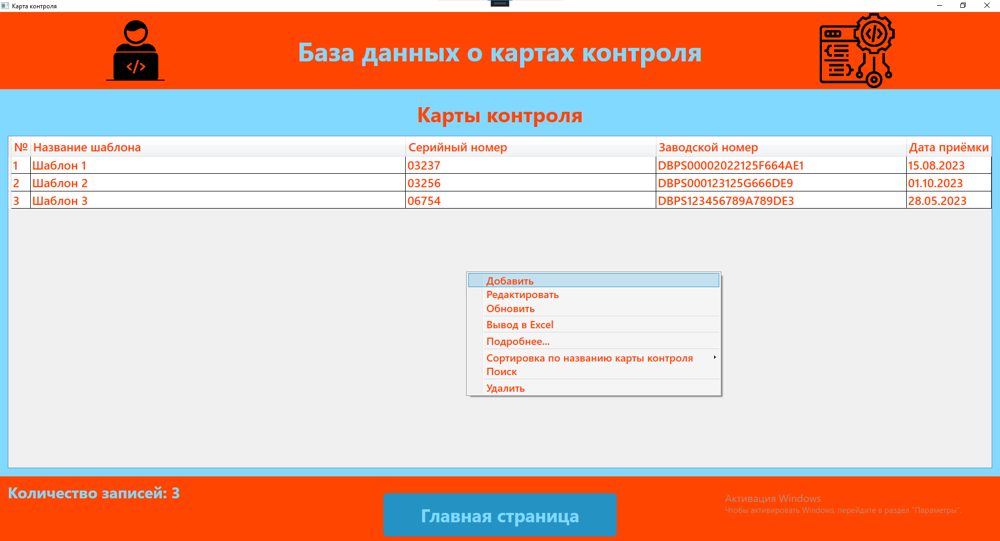 Карта контроля
База данных о картах контроля
Карты контроля
№ Название шаблона Серийный номер Заводской номер Дата приёмки
1 Шаблон 1 03237 DBPS00002022125F664AE1 15.08.2023
2 Шаблон 2 03256 DBPS000123125G666DE9 01.10.2023
3 Шаблон 3 06754 DBPS123456789A789DE3 28.05.2023
Добавить
Редактировать
Обновить
Вывод в Excel
Подробнее...
Сортировка по названию карты контроля
Поиск
Удалить
Количество записей: 3
Главная страница
Активация Windows
Чтобы активировать Windows, перейдите в раздел "Параметры".